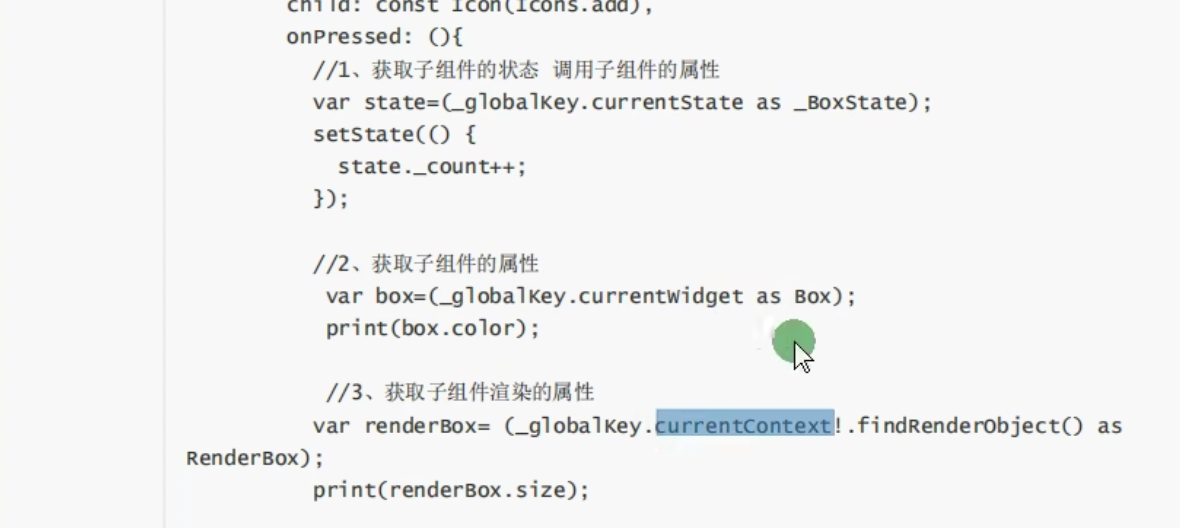 child: const Icon(Icons.add),
onPressed: (){
//1、获取子组件的状态 调用子组件的属性
var state=(_globalKey.currentState as _BoxState);
setState(() {
state._count++;
});
//2、获取子组件的属性
var box=(_globalKey.currentWidget as Box);
print(box.color);
//3、获取子组件渲染的属性
var renderBox= (_globalKey.currentContext!.findRenderObject() as
RenderBox);
print(renderBox.size);